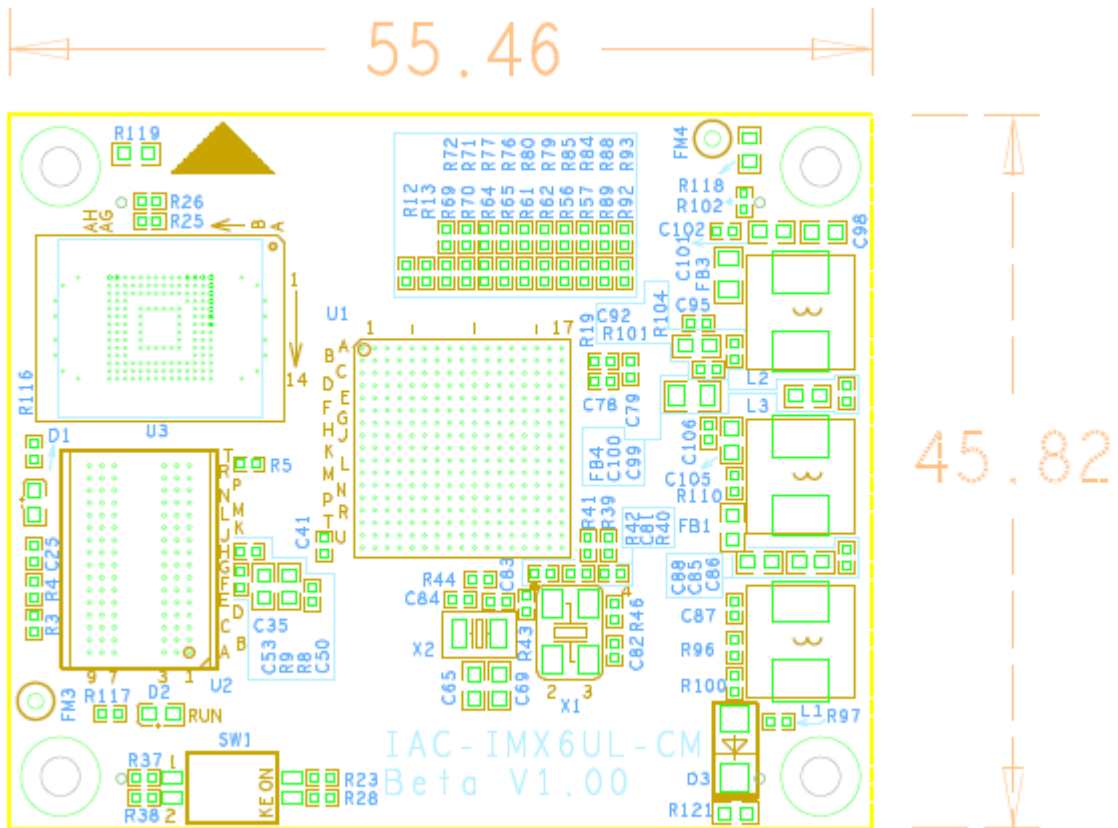 55.46
R119
FM4
R72
R71
R77
R76
R80
R79
R85
R84
R88
R93
R12
R13
R69
R70
R64
R65
R61
R62
R56
R57
R89
R92
R118
R102
R26
R25
AH
AG
B
A
C102
C101
C98
FB3
1
14
U1
1
17
R19
C92
R101
R104
C95
A
B
C
D
E
F
G
H
J
K
L
M
N
P
R
T
U
R116
U3
C78
C79
L2
L3
45.82
D1
T
R
P
N
M
L
K
J
H
G
F
E
D
C
B
A
R5
FB4
C100
C99
C106
C105
R110
FB1
C41
R41
R39
R42
C81
R40
C25
R4
R3
R44
C83
C84
4
C88
C85
C86
C87
R46
C35
X2
R43
C82
R96
C53
R9
R8
C50
9
7
3
1
U2
C65
C69
2
3
X1
R100
FM3
R117
D2
RUN
L1
R97
SW1
IAC-IMX6UL-CM
Beta V1.00
R37
1
KE ON
R23
R28
R38
2
D3
R121